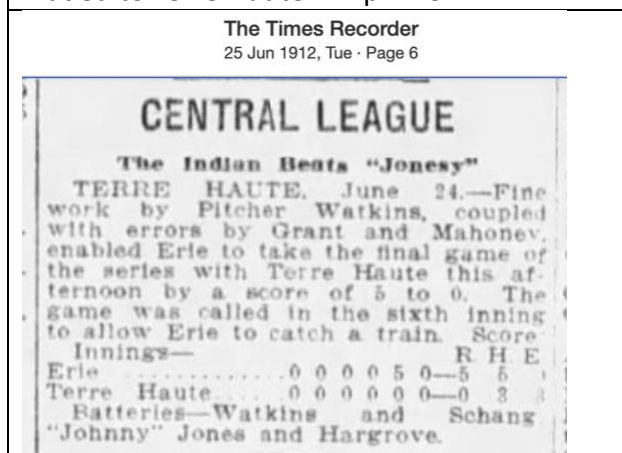 The Times Recorder
25 Jun 1912, Tue · Page 6
CENTRAL LEAGUE
The Indian Beats "Jonesy"
TERRE HAUTE, June 24.—Fine
work by Pitcher Watkins, coupled
with errors by Grant and Mahoney,
enabled Erie to take the final game of
the series with Terre Haute this af-
ternoon by a score of 5 to 0. The
game was called in the sixth inning
to allow Erie to catch a train. Score
Innings— R H E
Erie ............. 0 0 0 0 5 0—5 5
Terre Haute...... 0 0 0 0 0 0—0 3
Batteries—Watkins and Schang
"Johnny" Jones and Hargrove.